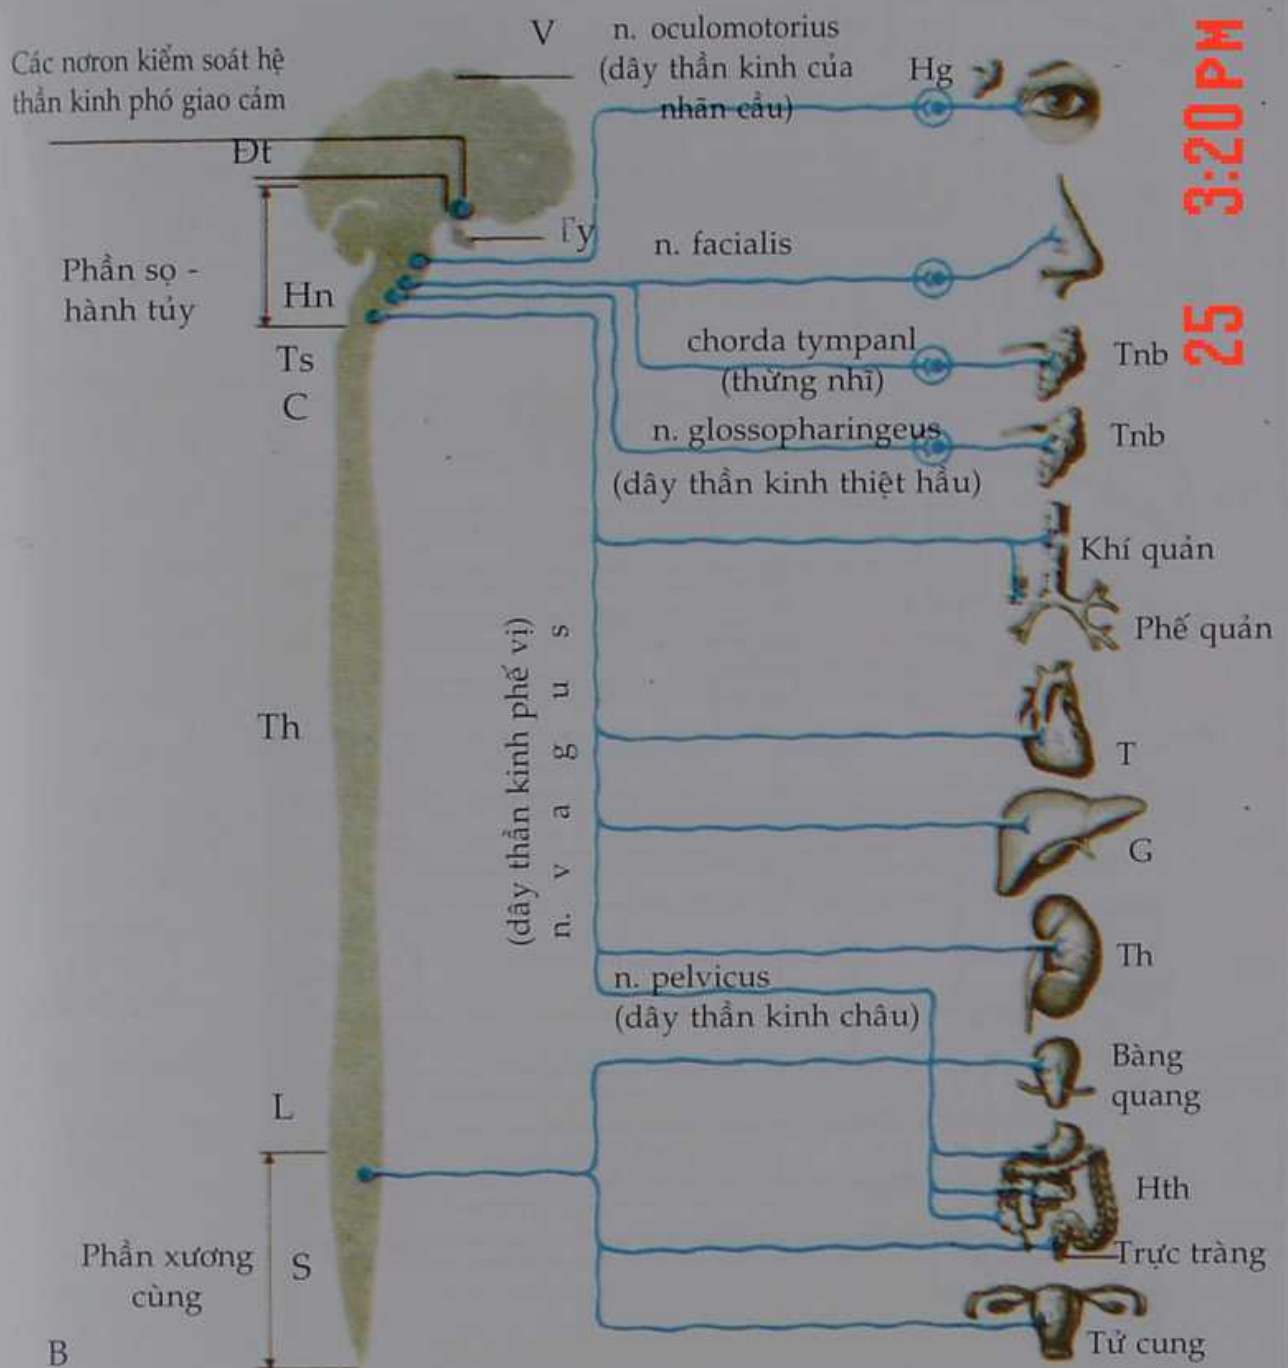 V
n. oculomotorius
(dây thần kinh của
nhãn cầu)
Hg
Các nơron kiểm soát hệ
thần kinh phó giao cảm
Đt
Ty
Phần sọ -
hành tủy
Hn
Ts
C
n. facialis
chorda tympanl
(thừng nhĩ)
Tnb
n. glossopharingeus
(dây thần kinh thiệt hầu)
Tnb
Khí quản
Phế quản
(dây thần kinh phế vị)
n. vagus
Th
T
G
Th
n. pelvicus
(dây thần kinh châu)
Bàng
quang
L
Hth
Trực tràng
Phần xương
cùng
S
Tử cung
B
25 3:20 PM